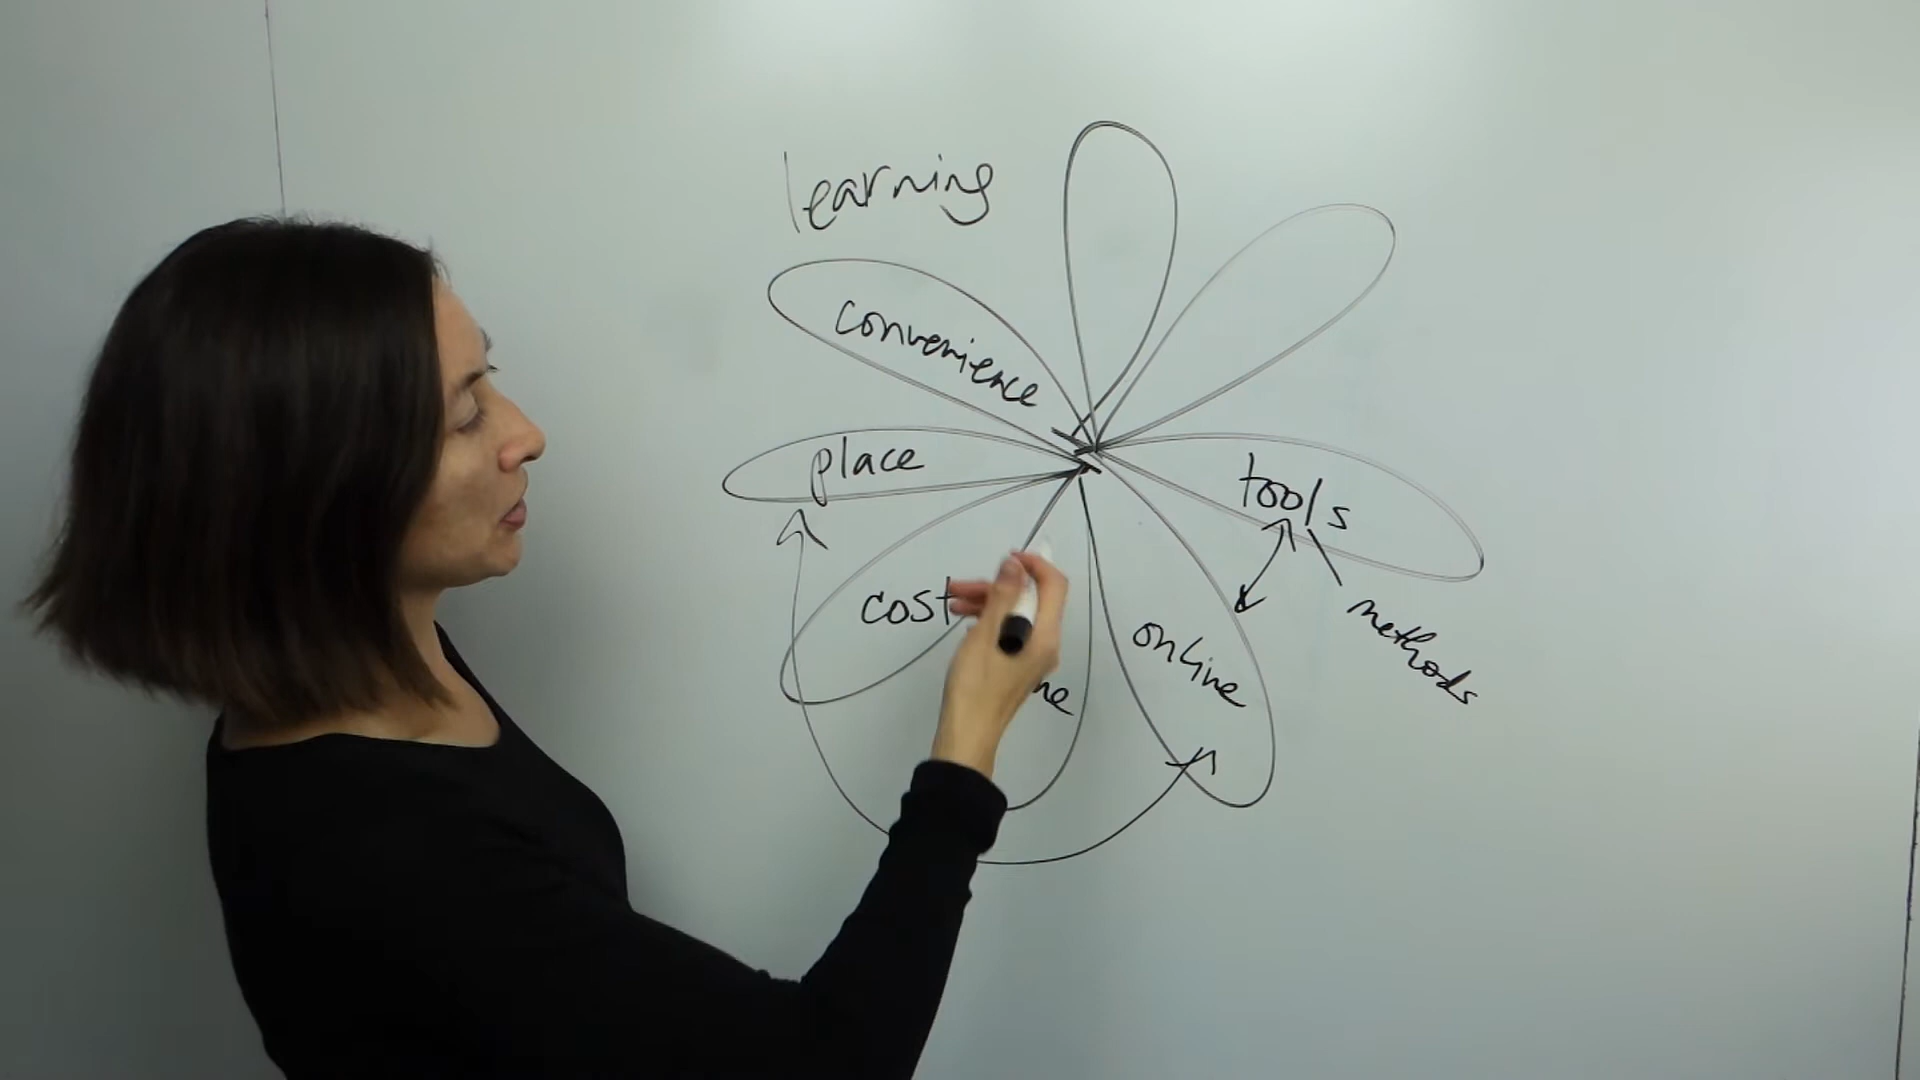 learning
convenience
place
tools
cost
online
methods